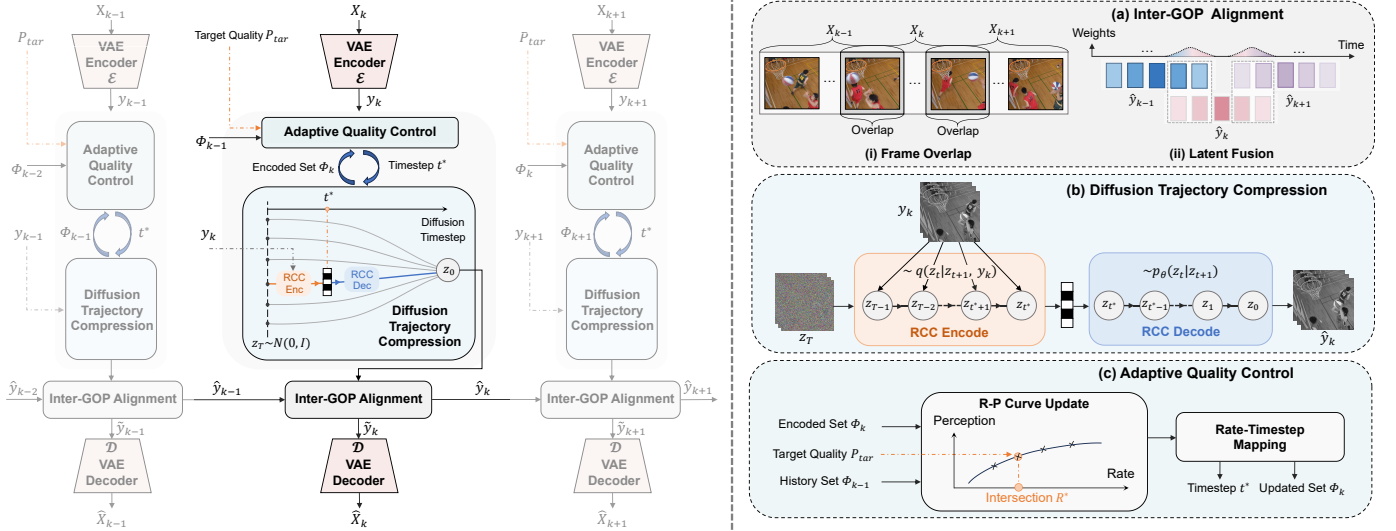 X_{k-1}
P_{tar}
VAE
Encoder
ℰ
y_{k-1}
Adaptive
Quality
Control
Φ_{k-2}
y_{k-1}
Φ_{k-1}
t*
Diffusion
Trajectory
Compression
ŷ_{k-2}
Inter-GOP Alignment
ỹ_{k-1}
𝒟
VAE
Decoder
X̂_{k-1}
X_k
Target Quality P_{tar}
VAE
Encoder
ℰ
y_k
Adaptive Quality Control
Φ_{k-1}
Encoded Set Φ_k
Timestep t*
t*
Diffusion
Timestep
y_k
RCC
Enc
RCC
Dec
z_0
Diffusion
Trajectory
Compression
z_T~N(0, I)
ŷ_{k-1}
Inter-GOP Alignment
ŷ_k
ỹ_k
𝒟
VAE
Decoder
X̂_k
X_{k+1}
P_{tar}
VAE
Encoder
ℰ
y_{k+1}
Adaptive
Quality
Control
Φ_k
y_{k+1}
Φ_{k+1}
t*
Diffusion
Trajectory
Compression
Inter-GOP Alignment
ŷ_{k+1}
ỹ_{k+1}
𝒟
VAE
Decoder
X̂_{k+1}
(a) Inter-GOP Alignment
X_{k-1}
X_k
X_{k+1}
...
...
...
Overlap
Overlap
(i) Frame Overlap
Weights
...
...
Time
ŷ_{k-1}
ŷ_{k+1}
ŷ_k
(ii) Latent Fusion
(b) Diffusion Trajectory Compression
y_k
~ q(z_t|z_{t+1}, y_k)
z_{T-1}
z_{T-2}
z_{t*+1}
z_{t*}
RCC Encode
z_T
~p_θ(z_t|z_{t+1})
z_{t*}
z_{t*-1}
z_1
z_0
RCC Decode
ŷ_k
(c) Adaptive Quality Control
Encoded Set Φ_k
Target Quality P_{tar}
History Set Φ_{k-1}
R-P Curve Update
Perception
Rate
Intersection R*
Rate-Timestep
Mapping
Timestep t*
Updated Set Φ_k